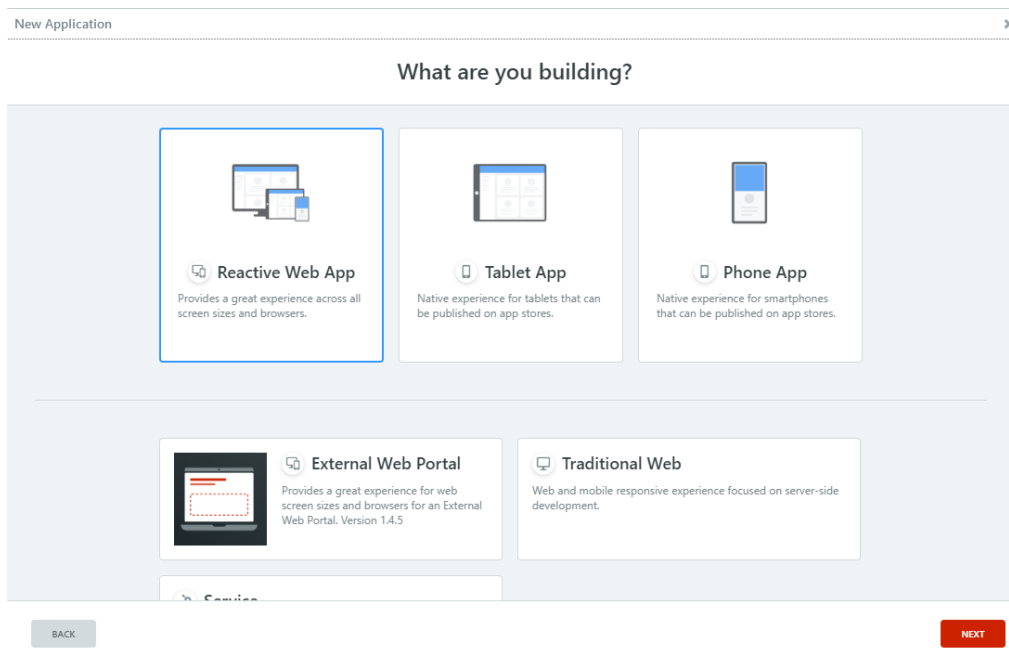 New Application
What are you building?
Reactive Web App
Provides a great experience across all
screen sizes and browsers.
Tablet App
Native experience for tablets that can
be published on app stores.
Phone App
Native experience for smartphones
that can be published on app stores.
External Web Portal
Provides a great experience for web
screen sizes and browsers for an External
Web Portal. Version 1.4.5
Traditional Web
Web and mobile responsive experience focused on server-side
development.
Service
BACK
NEXT